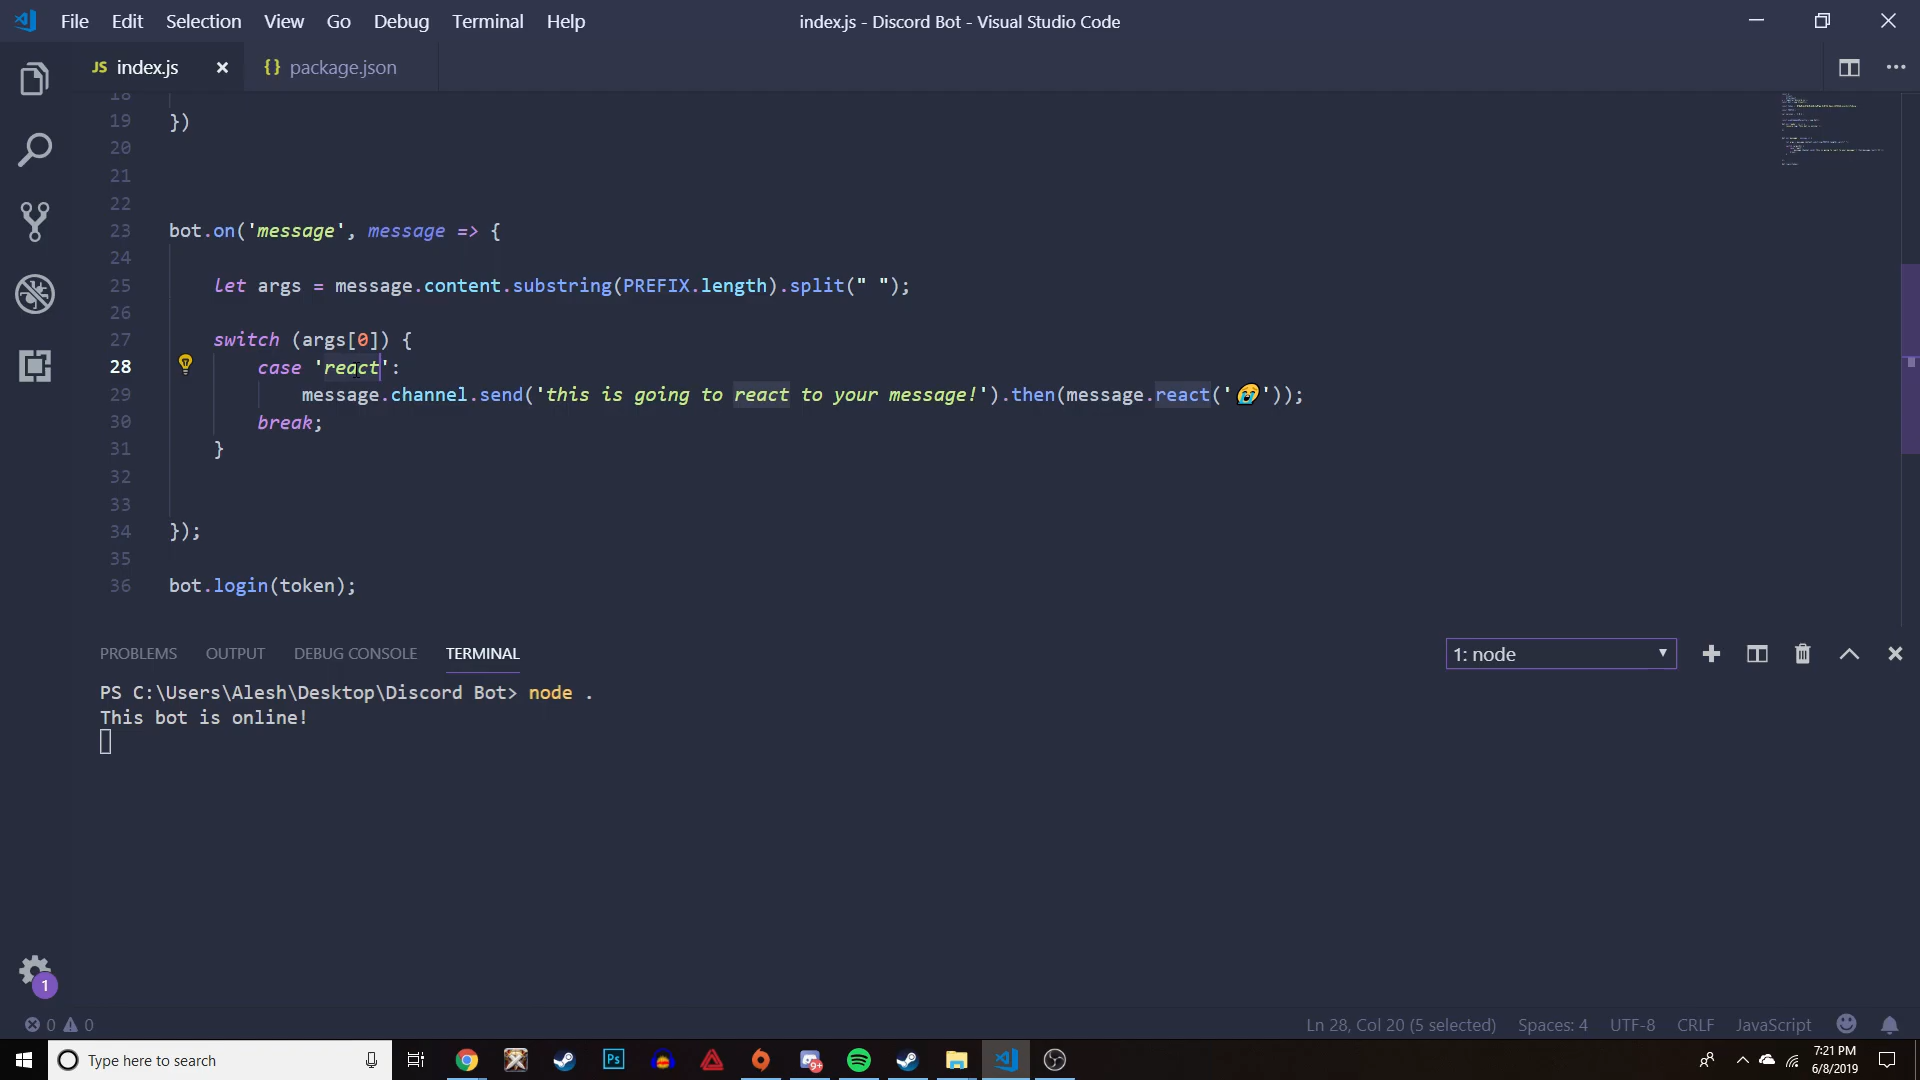 File Edit Selection View Go Debug Terminal Help
index.js - Discord Bot - Visual Studio Code
JS index.js
{} package.json
18
19 })
20
21
22
23 bot.on('message', message => {
24
25 let args = message.content.substring(PREFIX.length).split(" ");
26
27 switch (args[0]) {
28 case 'react':
29 message.channel.send('this is going to react to your message!').then(message.react('😭'));
30 break;
31 }
32
33
34 });
35
36 bot.login(token);
PROBLEMS OUTPUT DEBUG CONSOLE TERMINAL
1: node
PS C:\Users\Alesh\Desktop\Discord Bot> node .
This bot is online!
1
0 0
Ln 28, Col 20 (5 selected) Spaces: 4 UTF-8 CRLF JavaScript
Type here to search
Ps
9+
7:21 PM
6/8/2019